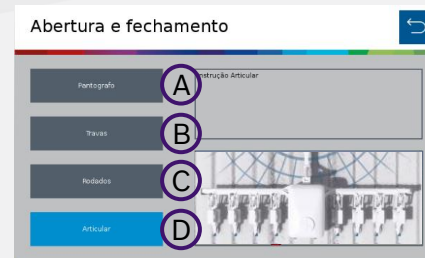 Abertura e fechamento
Pantografo
A
nstrução Articular
Travas
B
Rodados
C
Articular
D